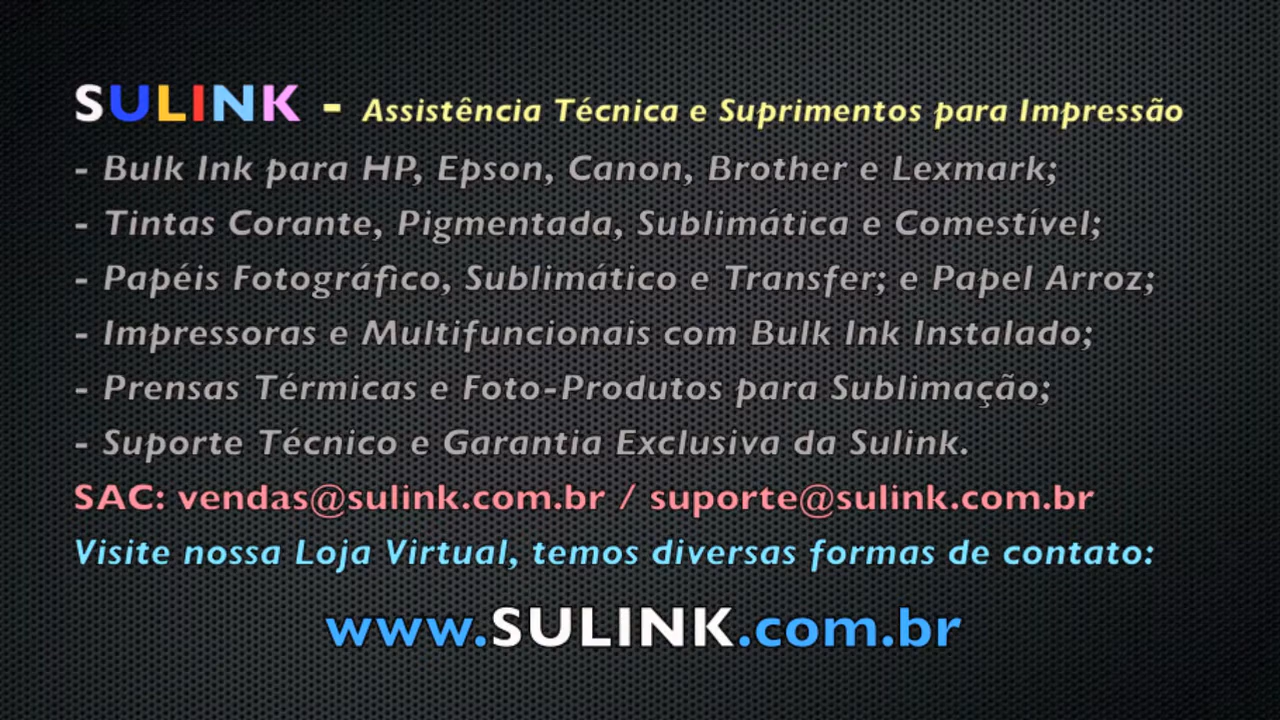 SULINK - Assistência Técnica e Suprimentos para Impressão
- Bulk Ink para HP, Epson, Canon, Brother e Lexmark;
- Tintas Corante, Pigmentada, Sublimática e Comestível;
- Papéis Fotográfico, Sublimático e Transfer; e Papel Arroz;
- Impressoras e Multifuncionais com Bulk Ink Instalado;
- Prensas Térmicas e Foto-Produtos para Sublimação;
- Suporte Técnico e Garantia Exclusiva da Sulink.
SAC: vendas@sulink.com.br / suporte@sulink.com.br
Visite nossa Loja Virtual, temos diversas formas de contato:
www.SULINK.com.br